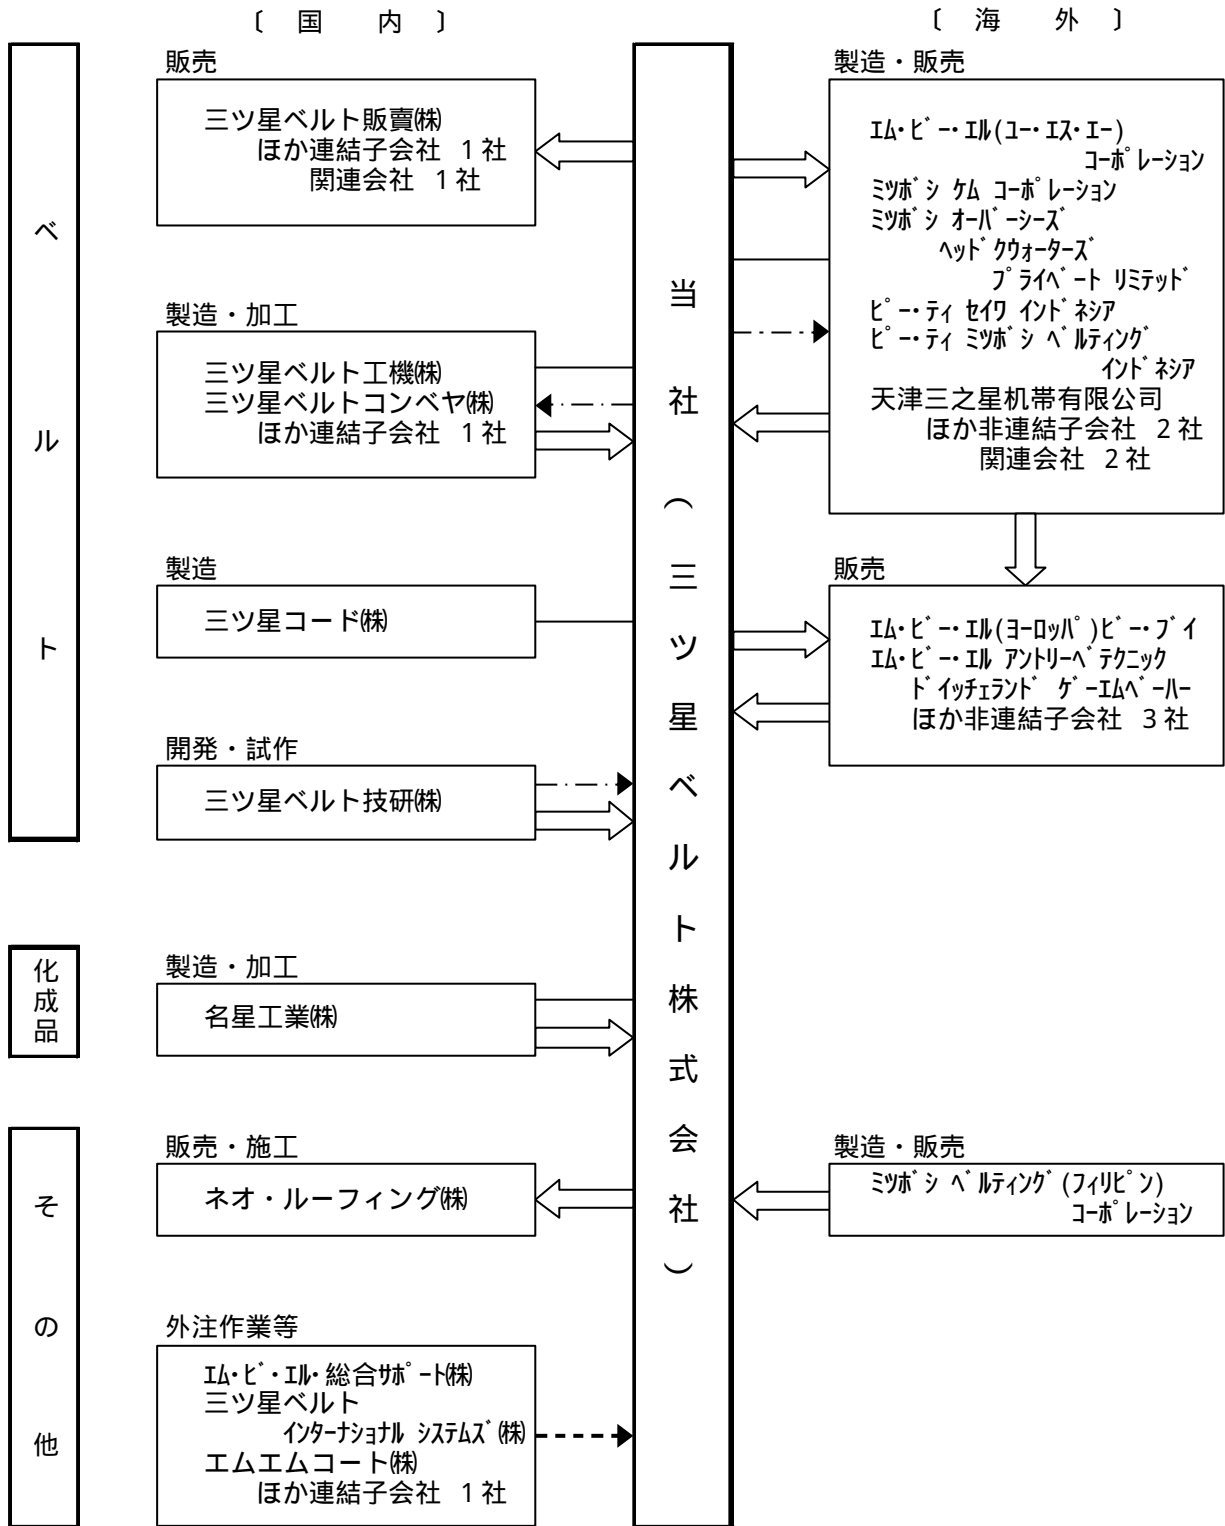 〔 国 内 〕
〔 海 外 〕
ベルト
販売
三ツ星ベルト販賣㈱
ほか連結子会社 1社
関連会社 1社
製造・加工
三ツ星ベルト工機㈱
三ツ星ベルトコンベヤ㈱
ほか連結子会社 1社
製造
三ツ星コード㈱
開発・試作
三ツ星ベルト技研㈱
化成品
製造・加工
名星工業㈱
その他
販売・施工
ネオ・ルーフィング㈱
外注作業等
エム・ビ・エル・総合サポート㈱
三ツ星ベルト
インターナショナル システムズ㈱
エムエムコート㈱
ほか連結子会社 1社
当社(三ツ星ベルト株式会社)
製造・販売
エム・ビー・エル(ユー・エス・エー)
コーポレーション
ミツボシ ケム コーポレーション
ミツボシ オーバーシーズ
ヘッドクウォーターズ
プライベート リミテッド
ピー・ティ セイワ インドネシア
ピー・ティ ミツボシ ベルティング
インドネシア
天津三之星机帯有限公司
ほか非連結子会社 2社
関連会社 2社
販売
エム・ビー・エル(ヨーロッパ)ビー・ブイ
エム・ビー・エル アントリーベテクニック
ドイッチェランド ゲーエムベーハー
ほか非連結子会社 3社
製造・販売
ミツボシ ベルティング(フィリピン)
コーポレーション